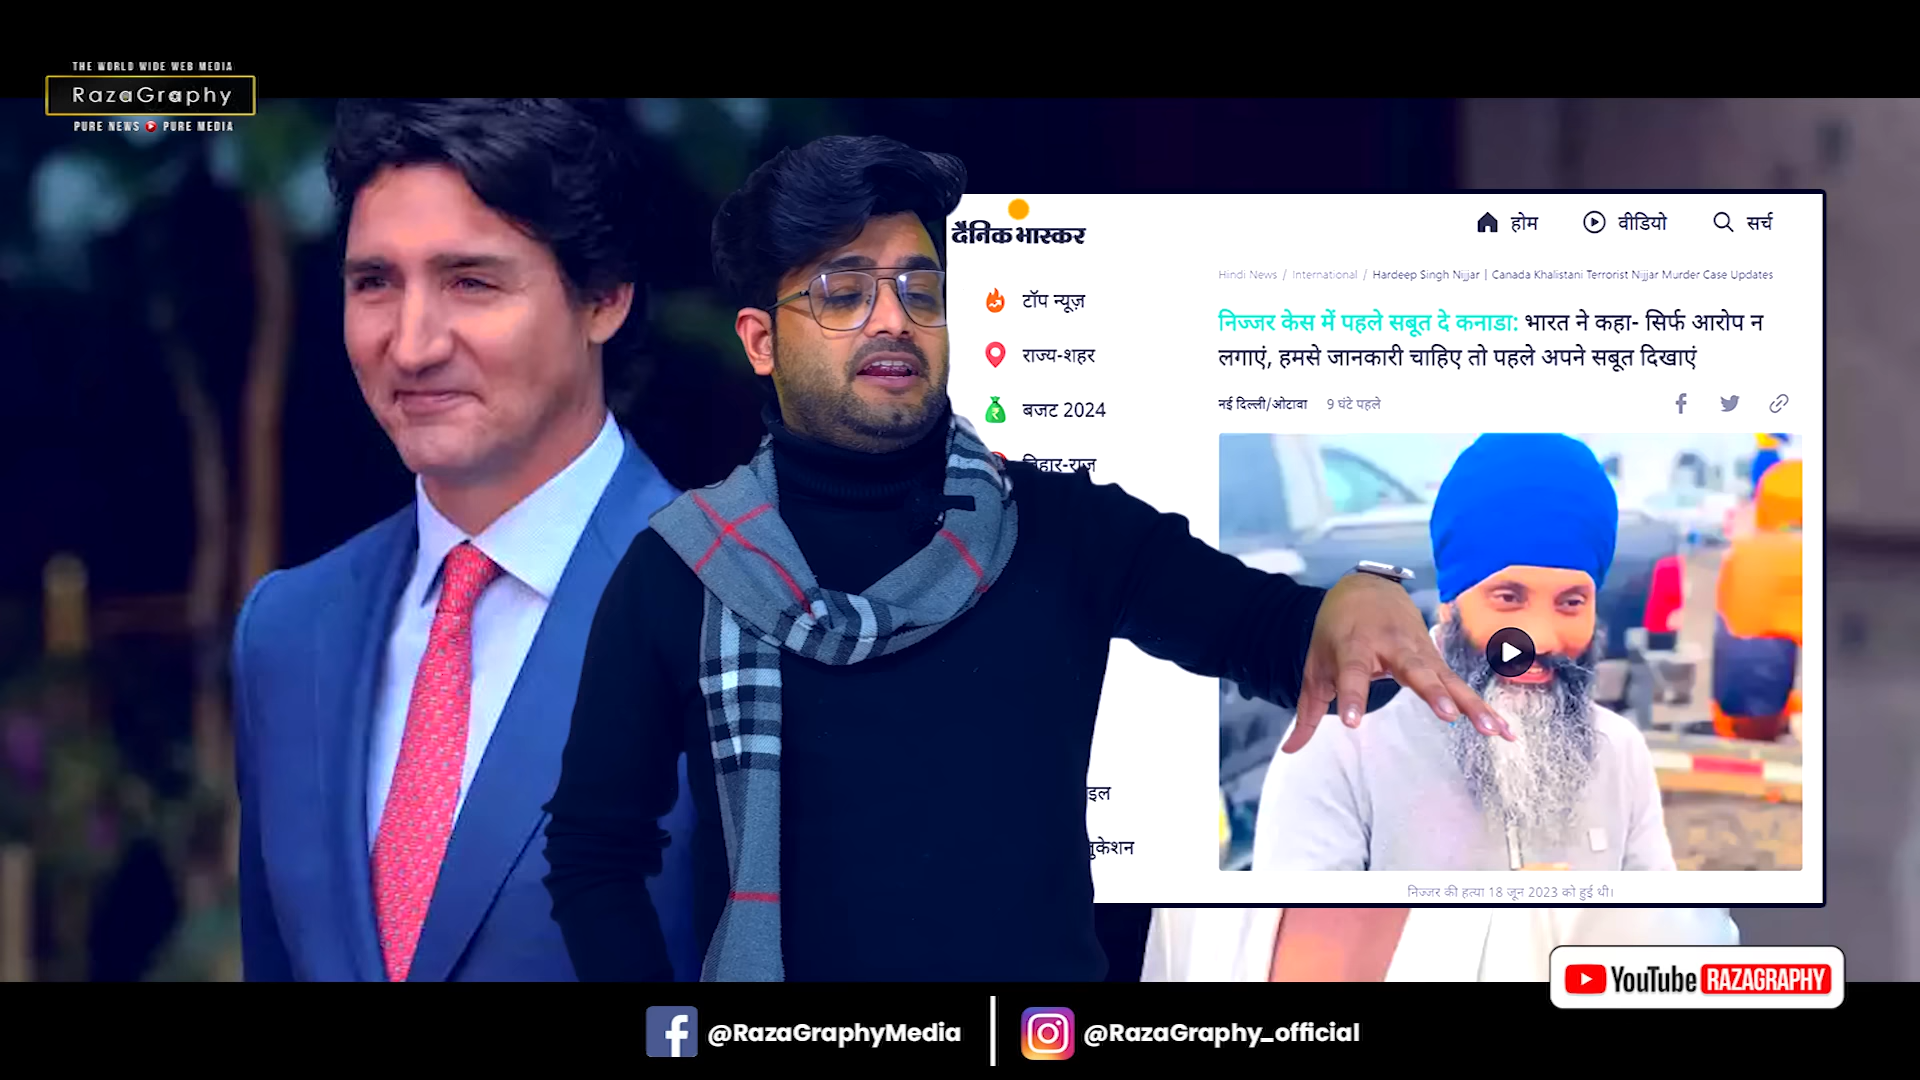 THE WORLD WIDE WEB MEDIA
RazaGraphy
PURE NEWS PURE MEDIA
दैनिक भास्कर
होम
वीडियो
सर्च
टॉप न्यूज़
राज्य-शहर
बजट 2024
Hindi News / International / Hardeep Singh Nijjar | Canada Khalistani Terrorist Nijjar Murder Case Updates
निज्जर केस में पहले सबूत दे कनाडा: भारत ने कहा- सिर्फ आरोप न
लगाएं, हमसे जानकारी चाहिए तो पहले अपने सबूत दिखाएं
नई दिल्ली/ओटावा 9 घंटे पहले
निज्जर की हत्या 18 जून 2023 को हुई थी।
YouTube RAZAGRAPHY
@RazaGraphyMedia
@RazaGraphy_official